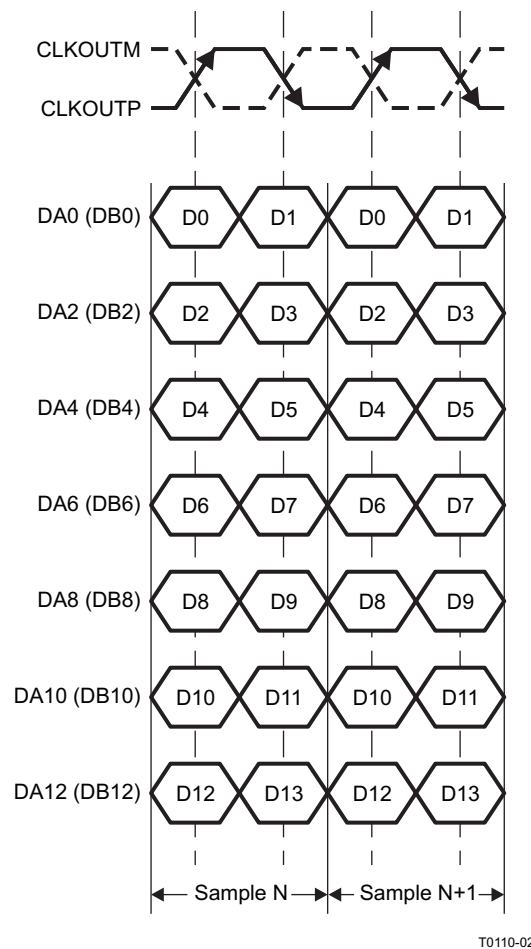 CLKOUTM
CLKOUTP
DA0 (DB0) D0 D1 D0 D1
DA2 (DB2) D2 D3 D2 D3
DA4 (DB4) D4 D5 D4 D5
DA6 (DB6) D6 D7 D6 D7
DA8 (DB8) D8 D9 D8 D9
DA10 (DB10) D10 D11 D10 D11
DA12 (DB12) D12 D13 D12 D13
Sample N Sample N+1
T0110-02